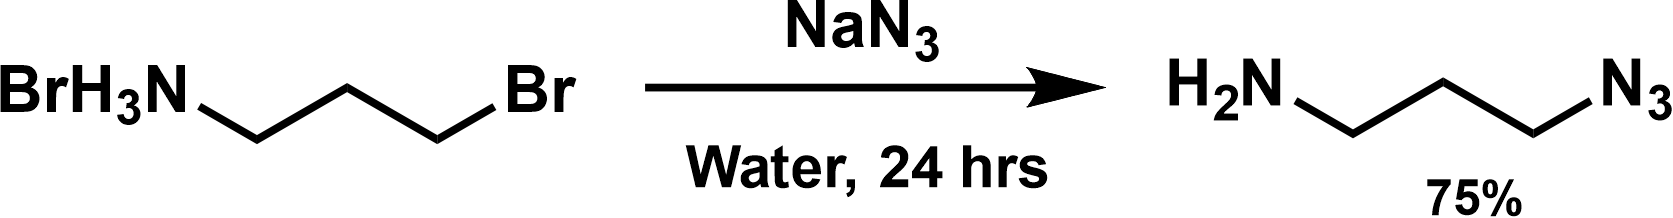 NaN3
BrH3N Br H2N N3
Water, 24 hrs
75%